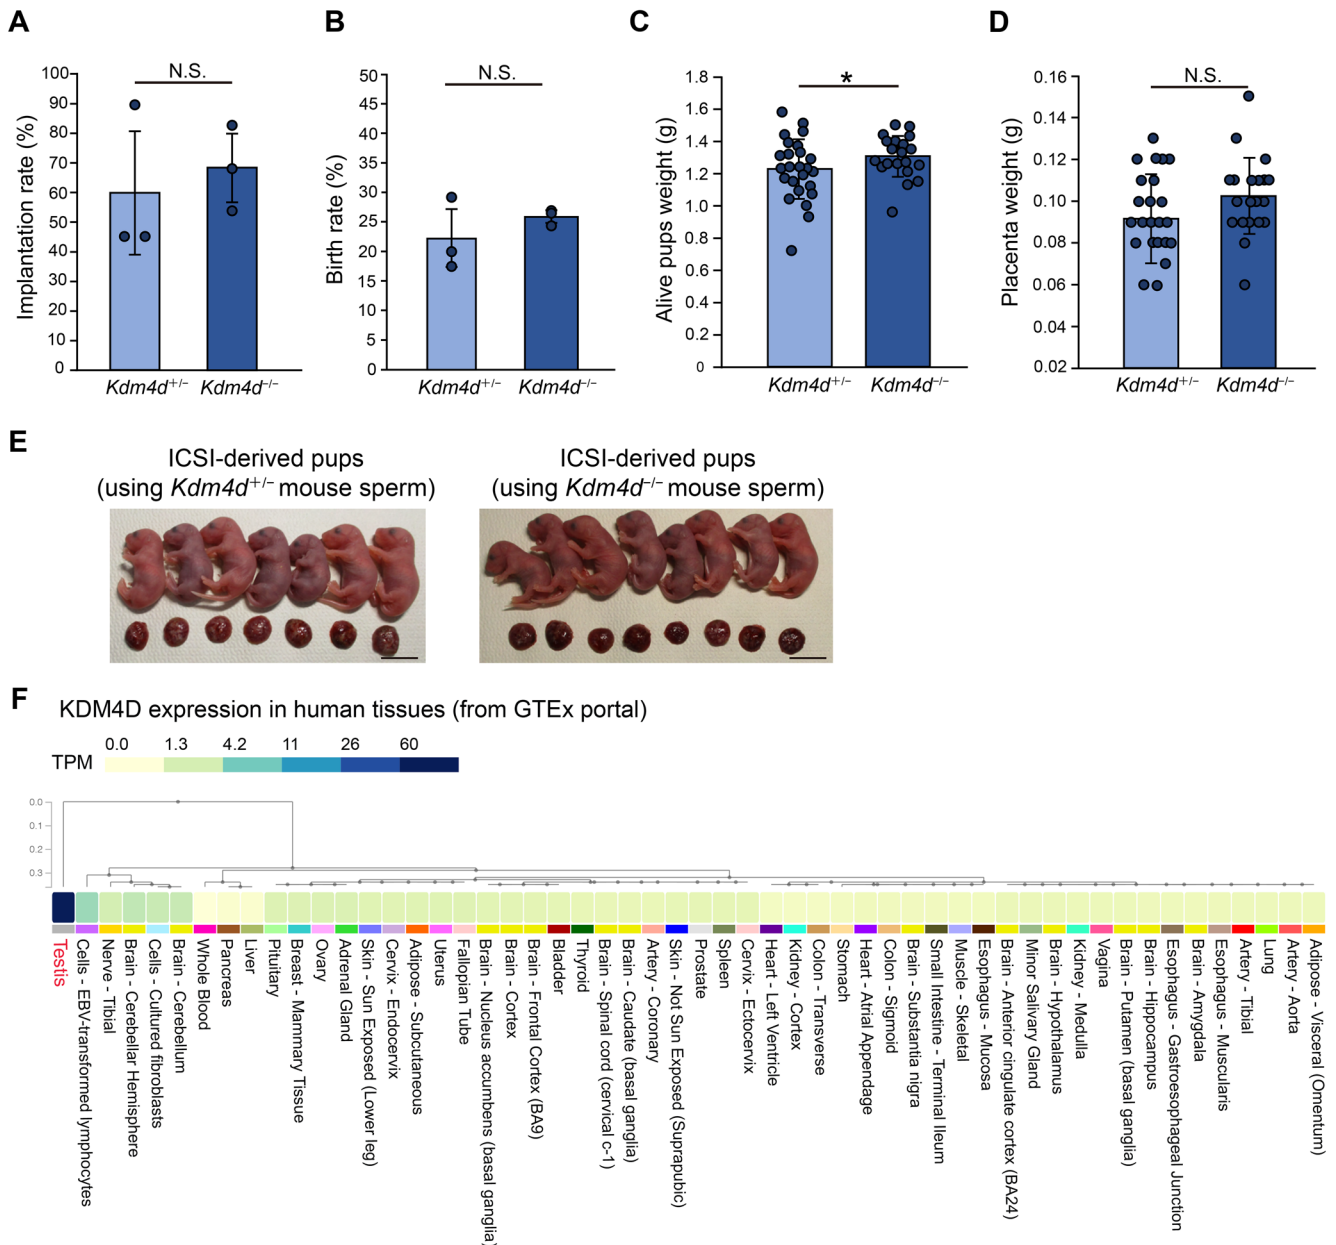 A
B
C
D
N.S.
N.S.
*
N.S.
Implantation rate (%)
100
90
80
70
60
50
40
30
20
10
0
Kdm4d+/–
Kdm4d–/–
Birth rate (%)
50
45
40
35
30
25
20
15
10
5
0
Kdm4d+/–
Kdm4d–/–
Alive pups weight (g)
1.8
1.6
1.4
1.2
1.0
0.8
0.6
0.4
0.2
0
Kdm4d+/–
Kdm4d–/–
Placenta weight (g)
0.16
0.14
0.12
0.10
0.08
0.06
0.04
0.02
Kdm4d+/–
Kdm4d–/–
E
ICSI-derived pups
(using Kdm4d+/– mouse sperm)
ICSI-derived pups
(using Kdm4d–/– mouse sperm)
F
KDM4D expression in human tissues (from GTEx portal)
0.0 1.3 4.2 11 26 60
TPM
0.0
0.1
0.2
0.3
Testis
Cells - EBV-transformed lymphocytes
Nerve - Tibial
Brain - Cerebellar Hemisphere
Cells - Cultured fibroblasts
Brain - Cerebellum
Whole Blood
Pancreas
Liver
Pituitary
Breast - Mammary Tissue
Ovary
Adrenal Gland
Skin - Sun Exposed (Lower leg)
Cervix - Endocervix
Adipose - Subcutaneous
Uterus
Fallopian Tube
Brain - Nucleus accumbens (basal ganglia)
Brain - Cortex
Brain - Frontal Cortex (BA9)
Bladder
Thyroid
Brain - Spinal cord (cervical c-1)
Brain - Caudate (basal ganglia)
Artery - Coronary
Skin - Not Sun Exposed (Suprapubic)
Prostate
Spleen
Cervix - Ectocervix
Heart - Left Ventricle
Kidney - Cortex
Colon - Transverse
Stomach
Heart - Atrial Appendage
Colon - Sigmoid
Brain - Substantia nigra
Small Intestine - Terminal Ileum
Muscle - Skeletal
Esophagus - Mucosa
Brain - Anterior cingulate cortex (BA24)
Minor Salivary Gland
Brain - Hypothalamus
Kidney - Medulla
Vagina
Brain - Putamen (basal ganglia)
Brain - Hippocampus
Esophagus - Gastroesophageal Junction
Brain - Amygdala
Esophagus - Muscularis
Artery - Tibial
Lung
Artery - Aorta
Adipose - Visceral (Omentum)